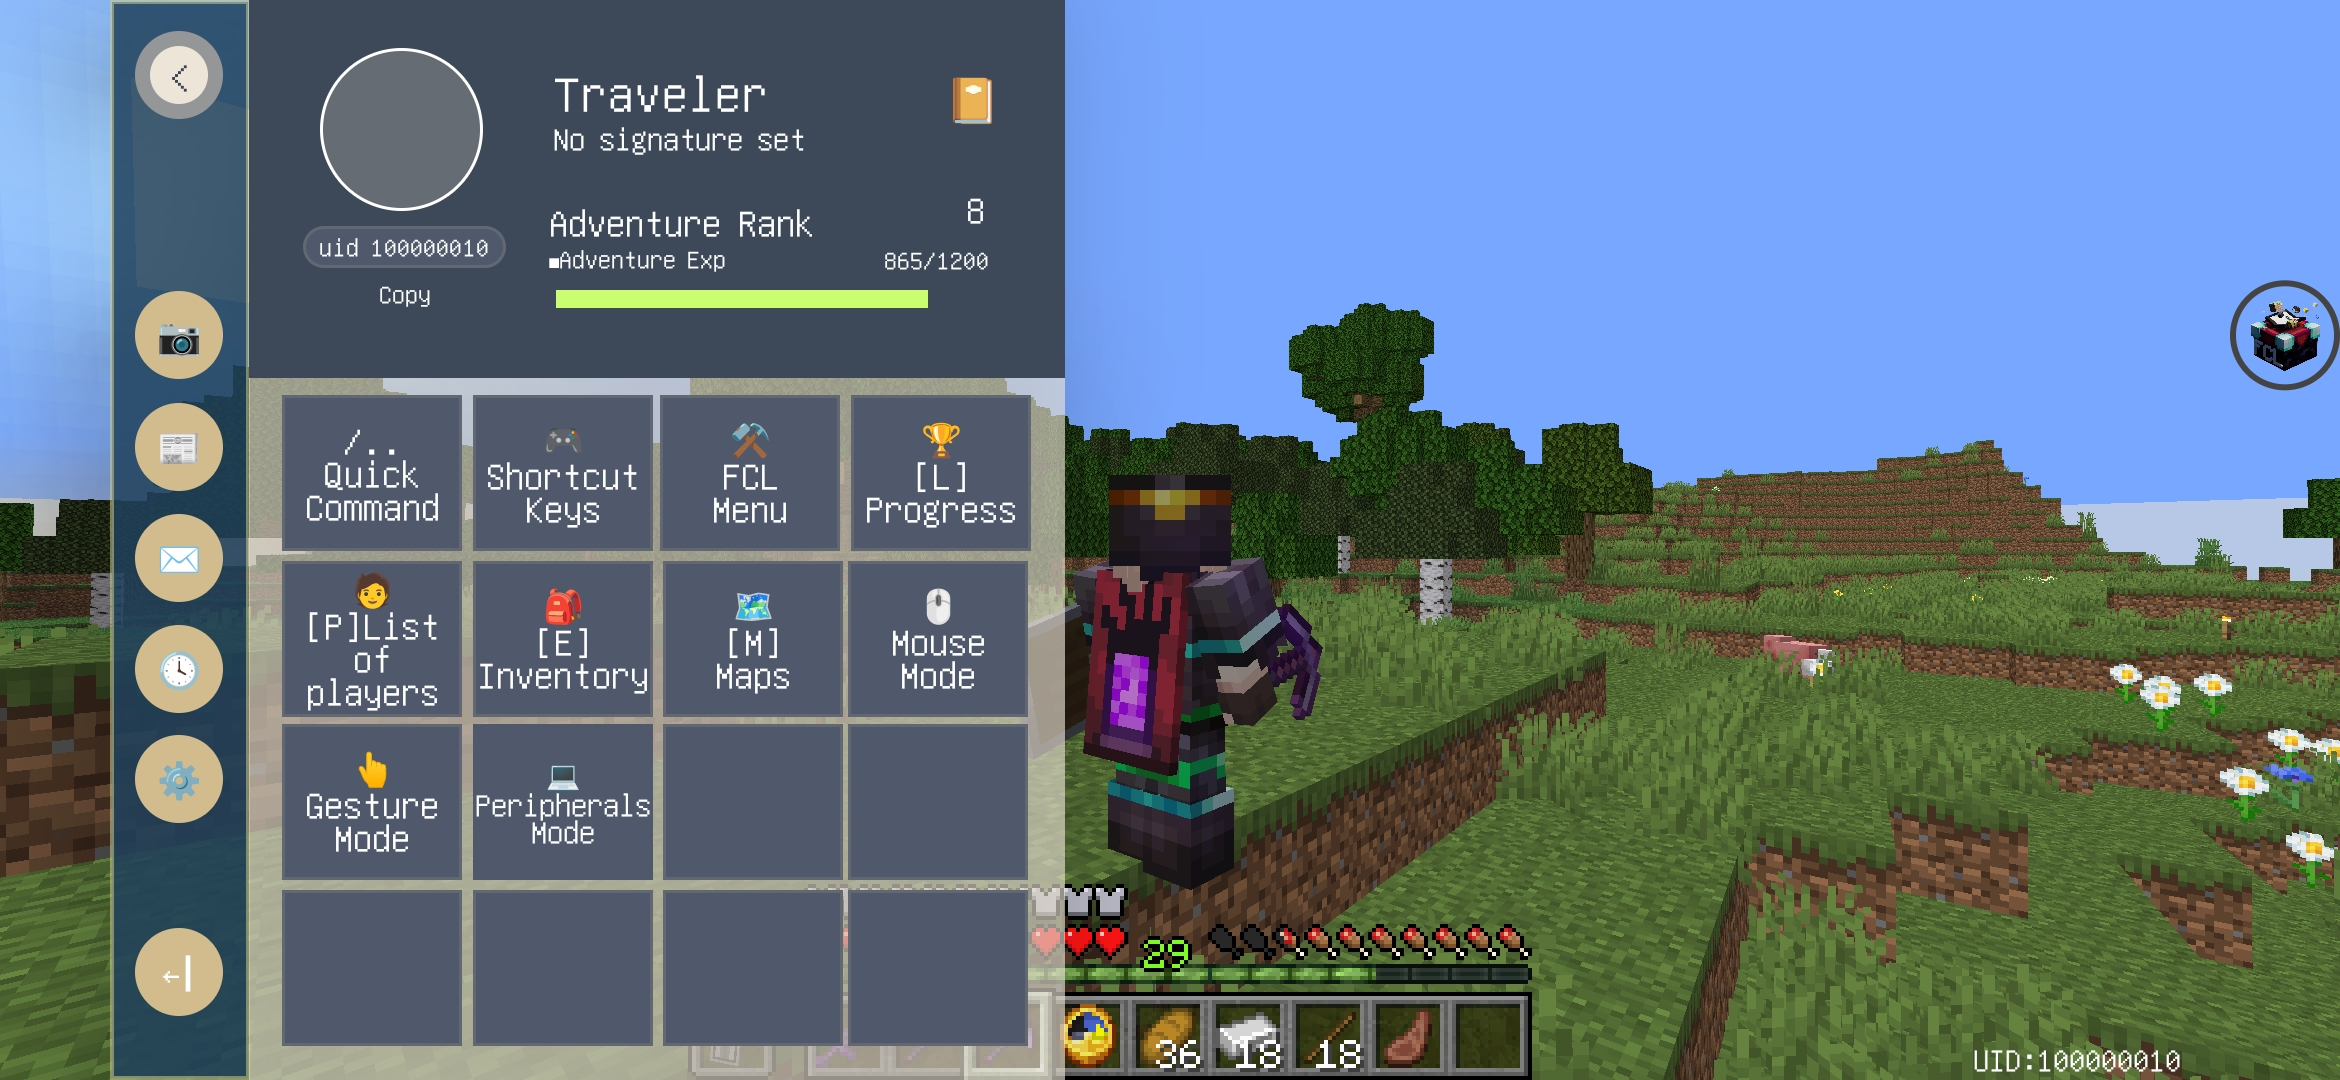 Traveler
No signature set
uid 100000010
Copy
Adventure Rank
8
■Adventure Exp
865/1200
/..
Quick
Command
Shortcut
Keys
FCL
Menu
[L]
Progress
[P]List
of
players
[E]
Inventory
[M]
Maps
Mouse
Mode
Gesture
Mode
Peripherals
Mode
FCL
29
36
18
18
UID:100000010